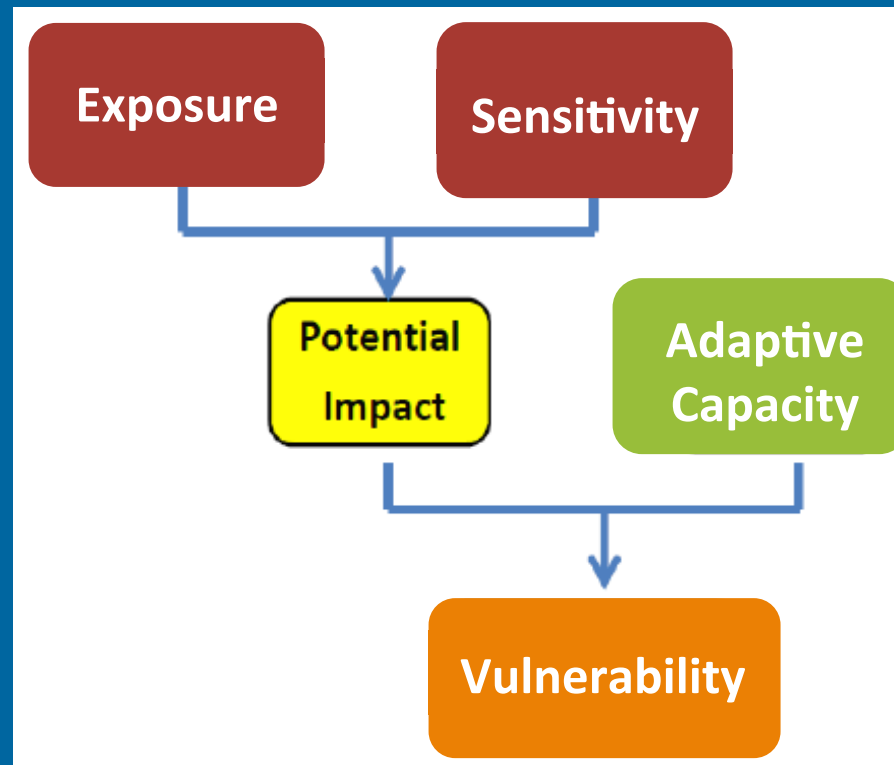 Exposure
Sensitivity
Potential
Impact
Adaptive
Capacity
Vulnerability